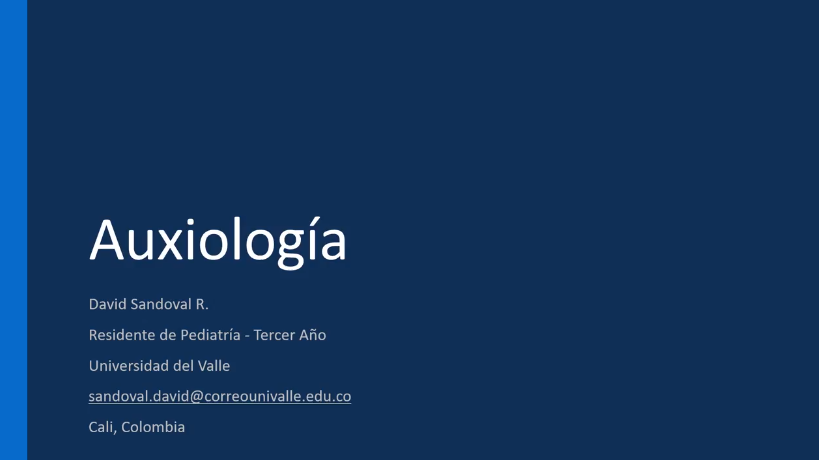 Auxiología
David Sandoval R.
Residente de Pediatría - Tercer Año
Universidad del Valle
sandoval.david@correounivalle.edu.co
Cali, Colombia